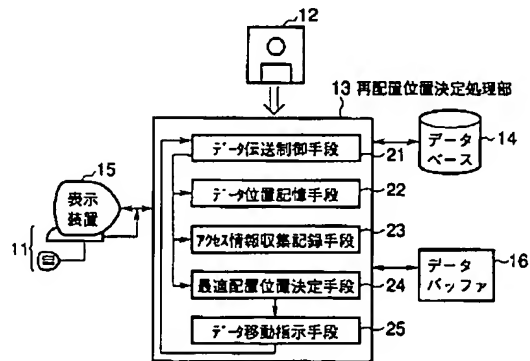 12
13 再配置位置決定処理部
データ伝送制御手段
21
データ
ベース
14
15
表示
装置
11
データ位置記憶手段
22
アクセス情報収集記録手段
23
最適配置位置決定手段
24
データ
バッファ
16
データ移動指示手段
25